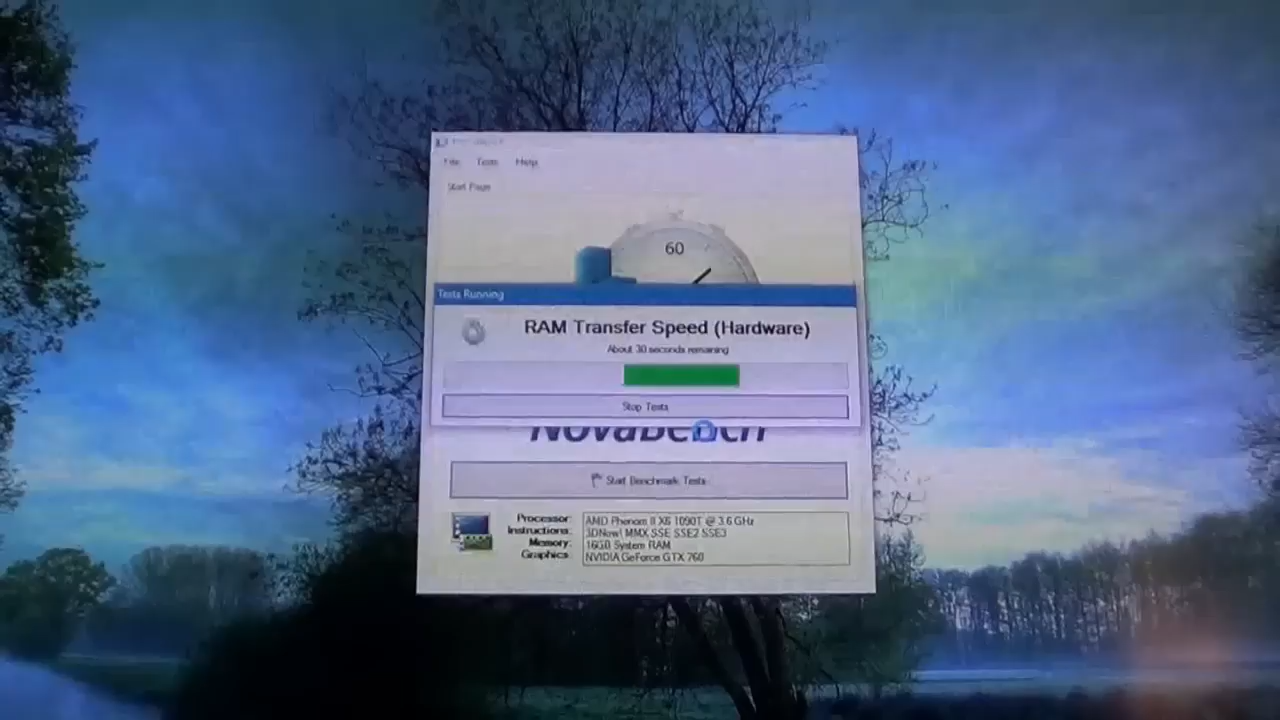 File Tests Help
Start Page
60
Tests Running
RAM Transfer Speed (Hardware)
About 30 seconds remaining
Stop Tests
Start Benchmark Tests
Processor: AMD Phenom II X6 1090T @ 3.6 GHz
Instructions: 3DNow! MMX SSE SSE2 SSE3
Memory: 16GB System RAM
Graphics: NVIDIA GeForce GTX 760